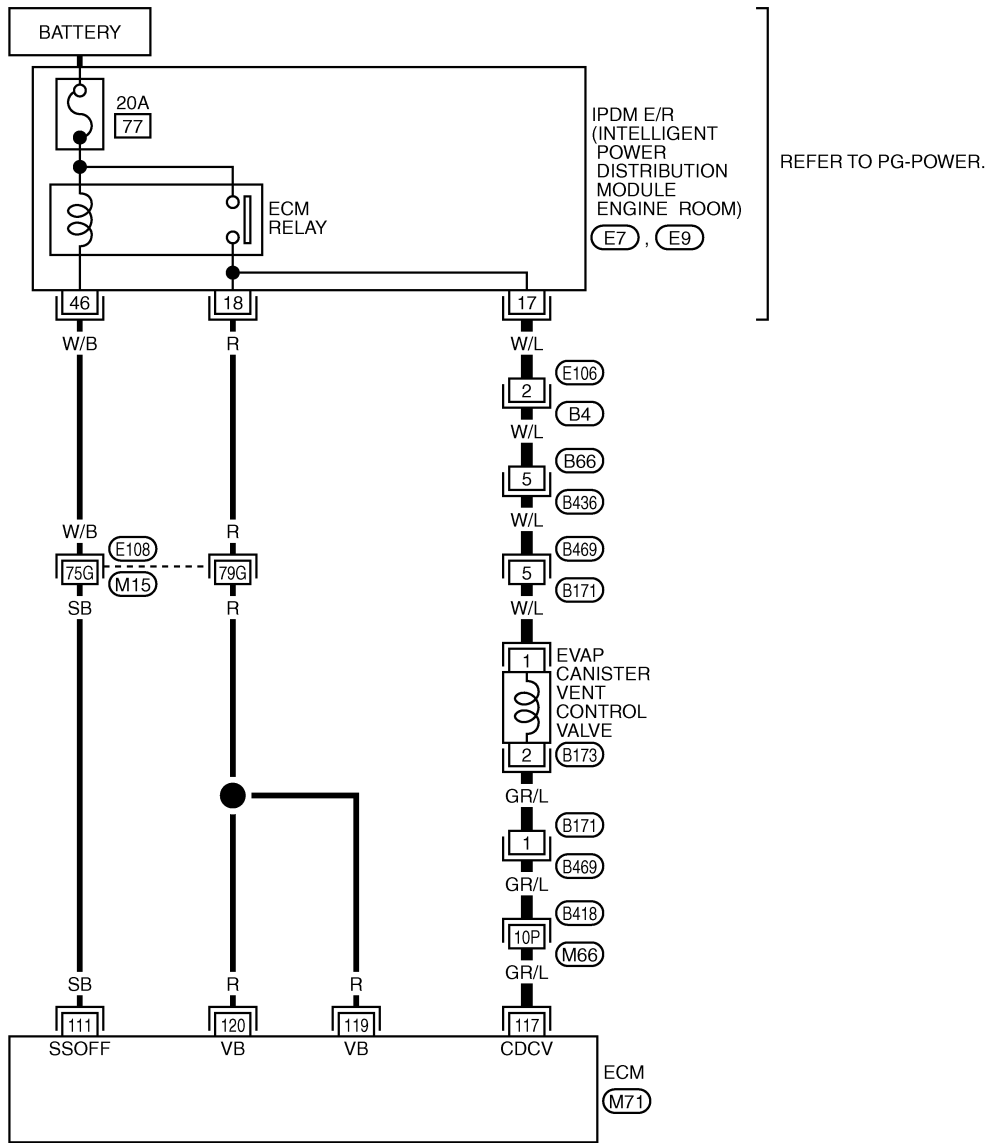 BATTERY
20A
77
IPDM E/R
(INTELLIGENT
POWER
DISTRIBUTION
MODULE
ENGINE ROOM)
E7 , E9
REFER TO PG-POWER.
ECM
RELAY
46 18 17
W/B R W/L
E106
2
B4
W/L
B66
5
B436
W/B R W/L
E108 B469
75G 79G 5
M15 B171
SB R W/L
1
EVAP
CANISTER
VENT
CONTROL
VALVE
2 B173
GR/L
B171
1
B469
GR/L
B418
10P
M66
GR/L
SB R R
111 120 119 117
SSOFF VB VB CDCV
ECM
M71